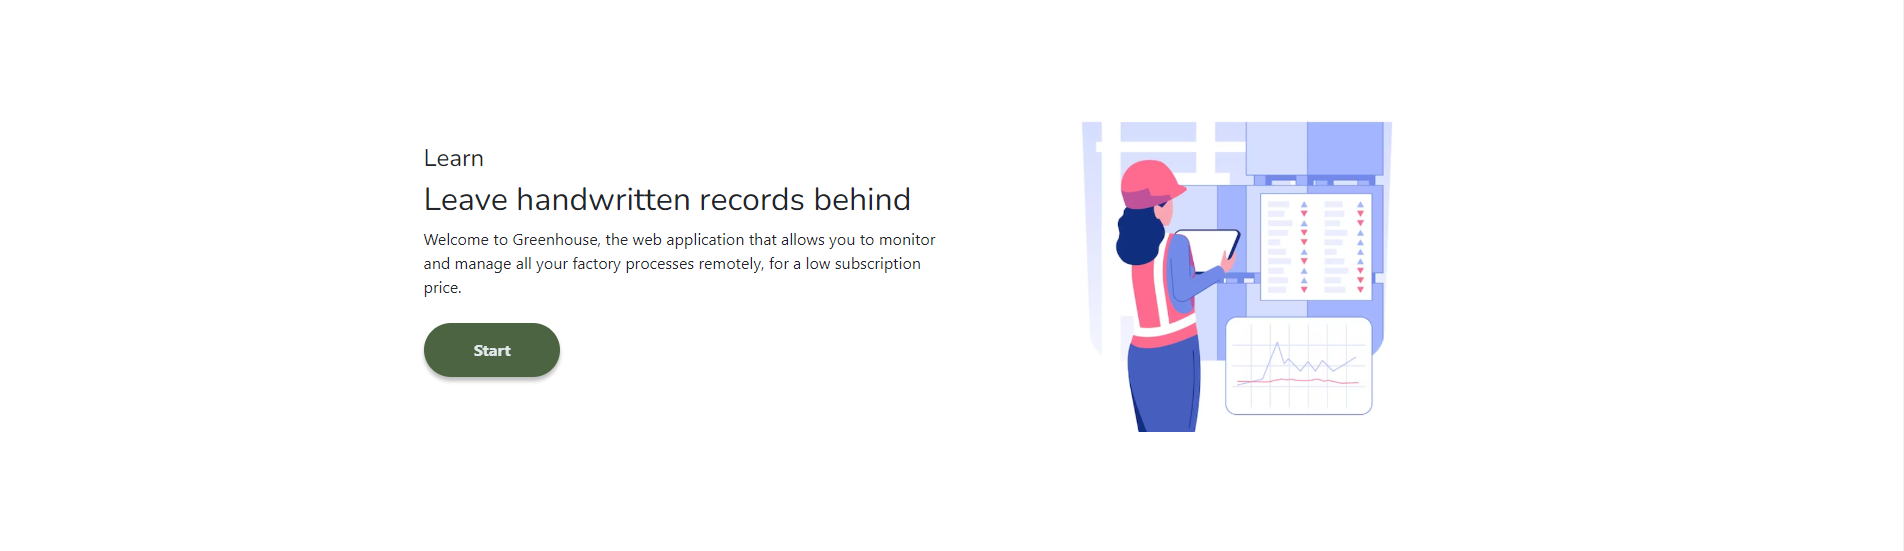 Learn
Leave handwritten records behind
Welcome to Greenhouse, the web application that allows you to monitor
and manage all your factory processes remotely, for a low subscription
price.
Start